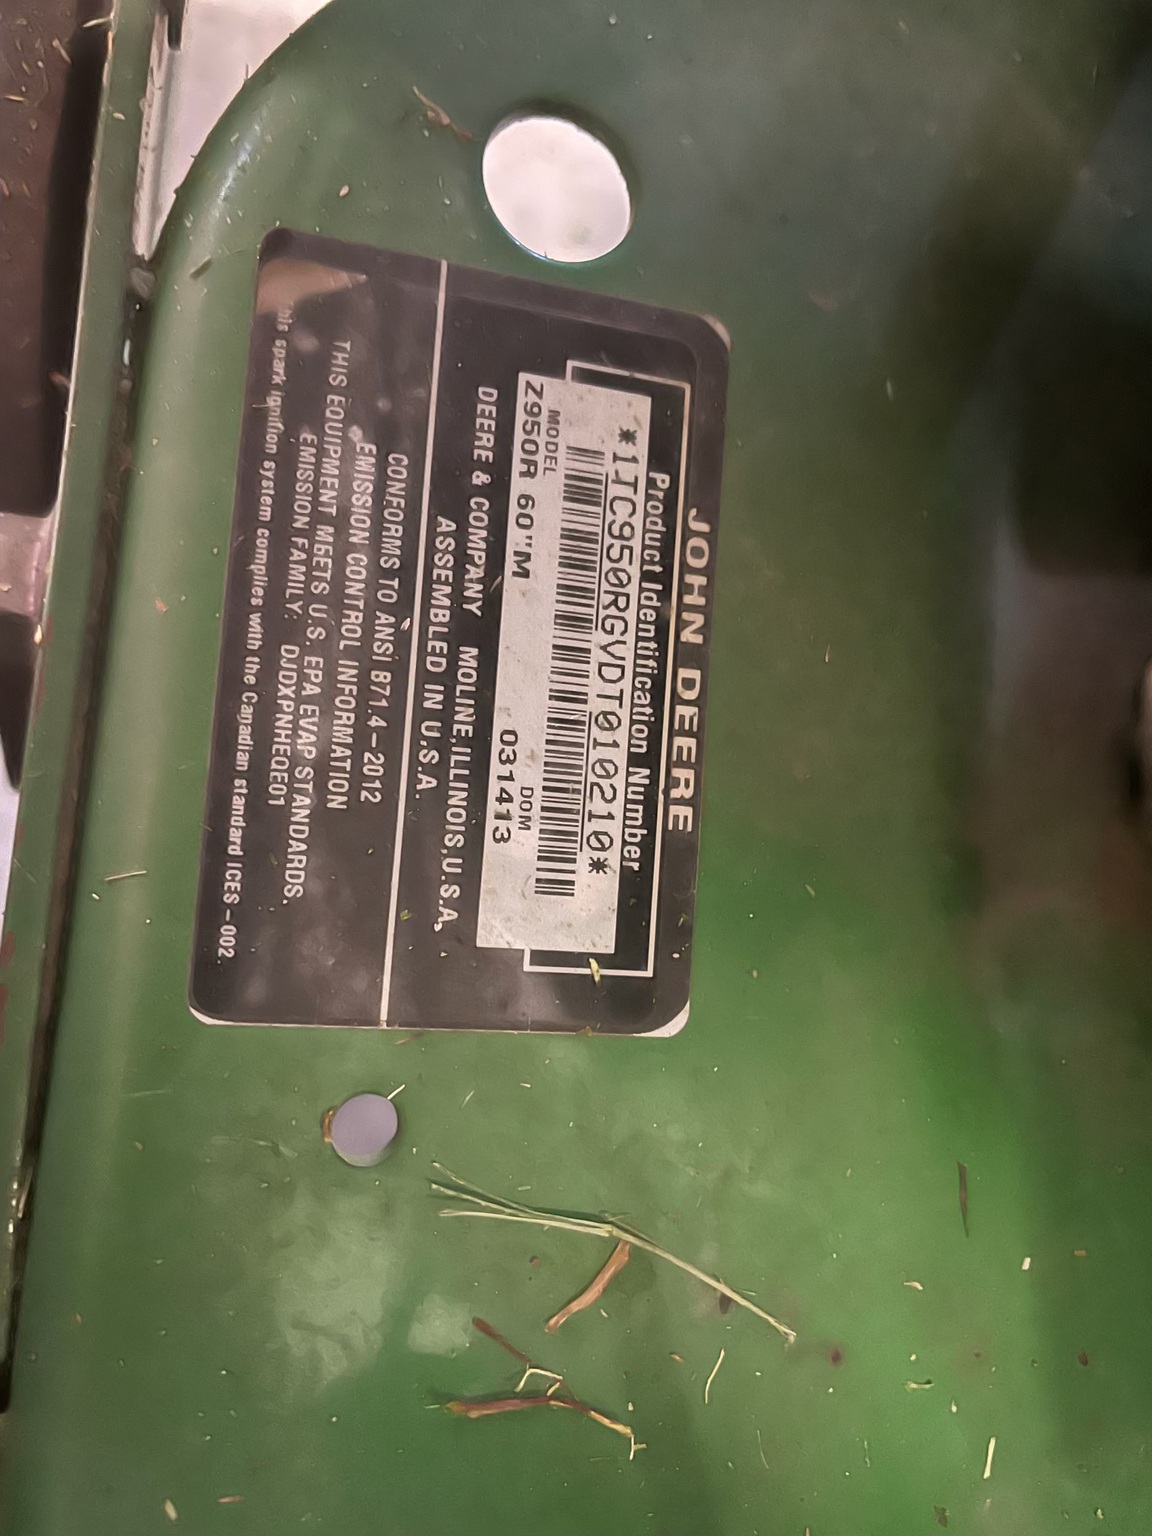 JOHN DEERE
Product Identification Number
*1TC950RGVDT010210*
MODEL DOM
Z950R 60"M 031413
DEERE & COMPANY MOLINE, ILLINOIS, U.S.A.
ASSEMBLED IN U.S.A.
CONFORMS TO ANSI B71.4-2012
EMISSION CONTROL INFORMATION
THIS EQUIPMENT MEETS U.S. EPA EVAP STANDARDS.
EMISSION FAMILY: DJDXPNHEQE01
spark ignition system complies with the Canadian standard ICES-002.